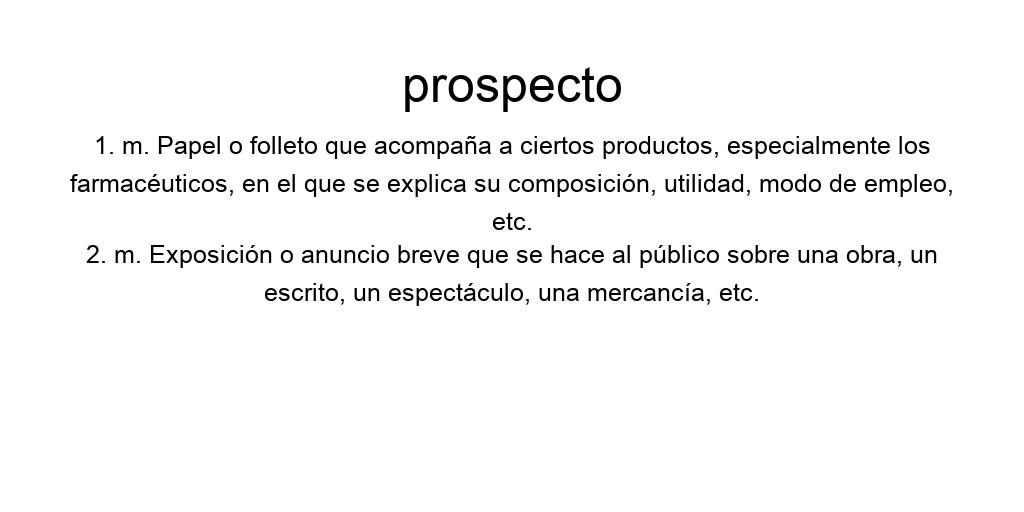 prospecto
1. m. Papel o folleto que acompaña a ciertos productos, especialmente los
farmacéuticos, en el que se explica su composición, utilidad, modo de empleo,
etc.
2. m. Exposición o anuncio breve que se hace al público sobre una obra, un
escrito, un espectáculo, una mercancía, etc.